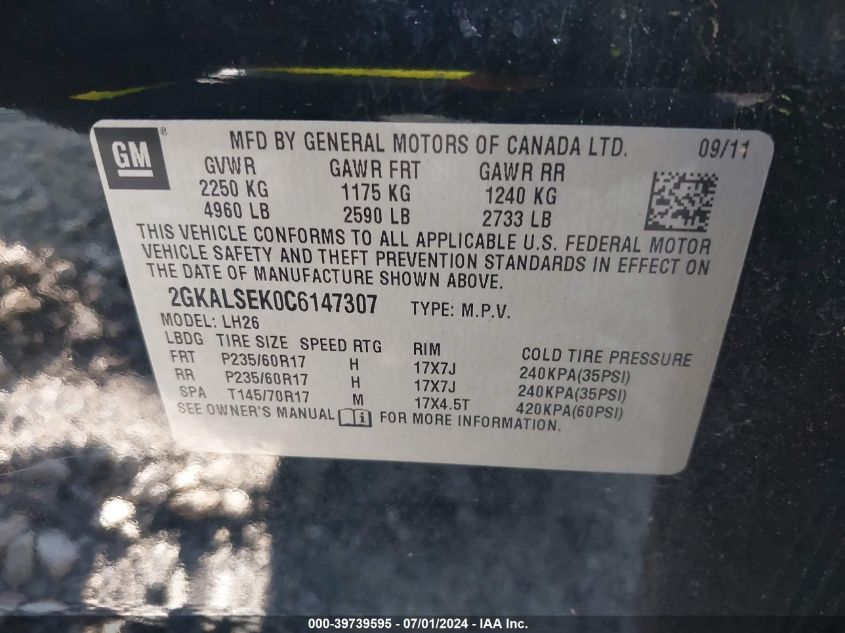 GM ® MFD BY GENERAL MOTORS OF CANADA LTD. 09/11
GVWR GAWR FRT GAWR RR
2250 KG 1175 KG 1240 KG
4960 LB 2590 LB 2733 LB
THIS VEHICLE CONFORMS TO ALL APPLICABLE U.S. FEDERAL MOTOR
VEHICLE SAFETY AND THEFT PREVENTION STANDARDS IN EFFECT ON
THE DATE OF MANUFACTURE SHOWN ABOVE.
2GKALSEK0C6147307 TYPE: M.P.V.
MODEL: LH26
LBDG TIRE SIZE SPEED RTG RIM COLD TIRE PRESSURE
FRT P235/60R17 H 17X7J 240KPA(35PSI)
RR P235/60R17 H 17X7J 240KPA(35PSI)
SPA T145/70R17 M 17X4.5T 420KPA(60PSI)
SEE OWNER'S MANUAL i FOR MORE INFORMATION.
000-39739595 - 07/01/2024 - IAA Inc.